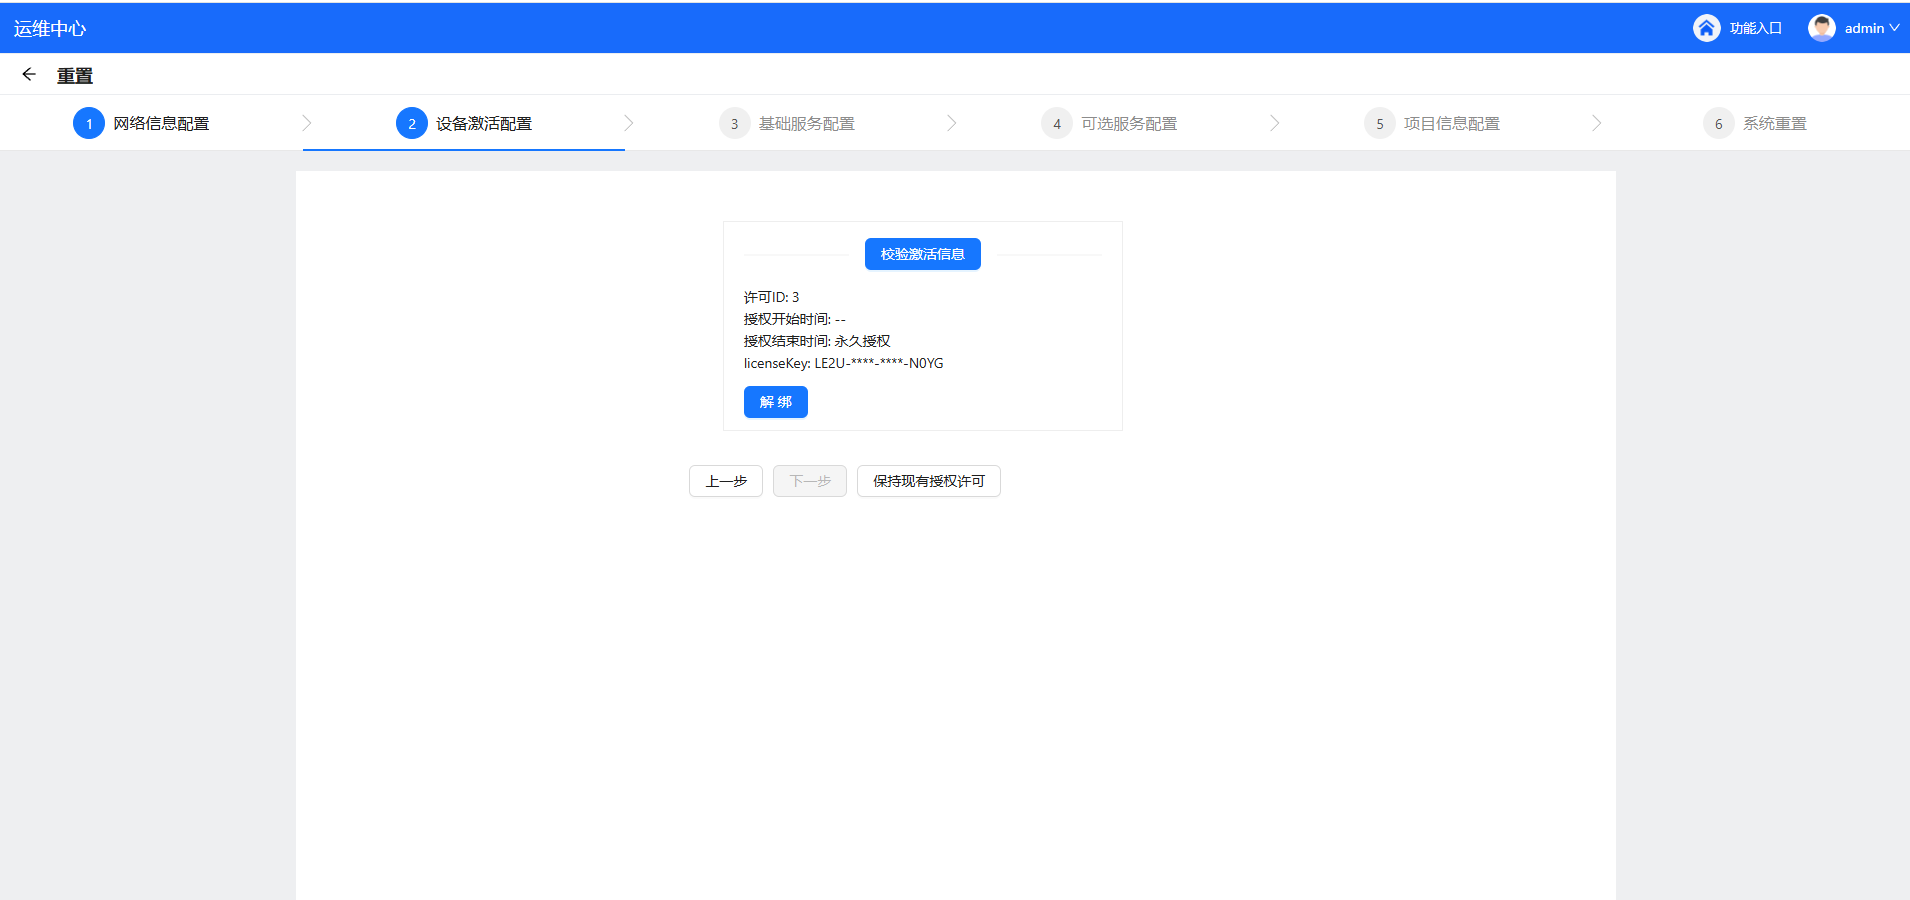 运维中心
功能入口
admin
重置
1 网络信息配置
2 设备激活配置
3 基础服务配置
4 可选服务配置
5 项目信息配置
6 系统重置
校验激活信息
许可ID: 3
授权开始时间: --
授权结束时间: 永久授权
licenseKey: LE2U-****-****-N0YG
解 绑
上一步
下一步
保持现有授权许可